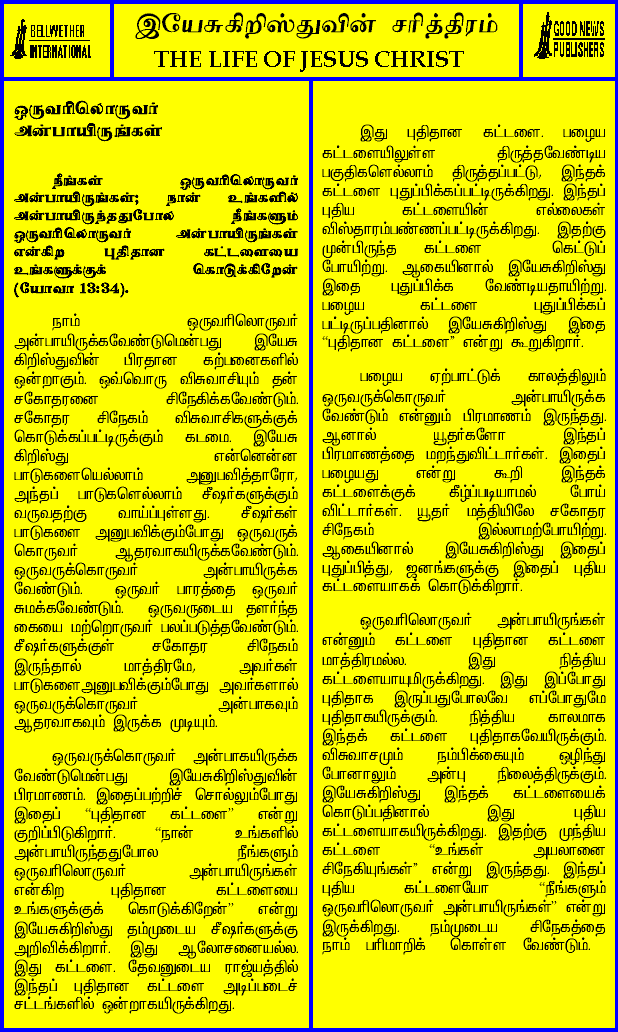 BELLWETHER
INTERNATIONAL
இயேசுகிறிஸ்துவின் சரித்திரம்
THE LIFE OF JESUS CHRIST
GOOD NEWS
PUBLISHERS
ஒருவரிலொருவர்
அன்பாயிருங்கள்
நீங்கள் ஒருவரிலொருவர்
அன்பாயிருங்கள்; நான் உங்களில்
அன்பாயிருந்ததுபோல் நீங்களும்
ஒருவரிலொருவர் அன்பாயிருங்கள்
என்கிற புதிதான கட்டளையை
உங்களுக்குக் கொடுக்கிறேன்
(யோவா 13:34).
நாம் ஒருவரிலொருவர்
அன்பாயிருக்கவேண்டுமென்பது இயேசு
கிறிஸ்துவின் பிரதான கற்பனைகளில்
ஒன்றாகும். ஒவ்வொரு விசுவாசியும் தன்
சகோதரனை சிநேகிக்கவேண்டும்.
சகோதர சிநேகம் விசுவாசிகளுக்குக்
கொடுக்கப்பட்டிருக்கும் கடமை. இயேசு
கிறிஸ்து என்னென்ன
பாடுகளையெல்லாம் அனுபவித்தாரோ,
அந்தப் பாடுகளெல்லாம் சீஷர்களுக்கும்
வருவதற்கு வாய்ப்புள்ளது. சீஷர்கள்
பாடுகளை அனுபவிக்கும்போது ஒருவருக்
கொருவர் ஆதரவாகயிருக்கவேண்டும்.
ஒருவருக்கொருவர் அன்பாயிருக்க
வேண்டும். ஒருவர் பாரத்தை ஒருவர்
சுமக்கவேண்டும். ஒருவருடைய தளர்ந்த
கையை மற்றொருவர் பலப்படுத்தவேண்டும்.
சீஷர்களுக்குள் சகோதர சிநேகம்
இருந்தால் மாத்திரமே, அவர்கள்
பாடுகளைஅனுபவிக்கும்போது அவர்களால்
ஒருவருக்கொருவர் அன்பாகவும்
ஆதரவாகவும் இருக்க முடியும்.
ஒருவருக்கொருவர் அன்பாகயிருக்க
வேண்டுமென்பது இயேசுகிறிஸ்துவின்
பிரமாணம். இதைப்பற்றிச் சொல்லும்போது
இதைப் “புதிதான கட்டளை” என்று
குறிப்பிடுகிறார். “நான் உங்களில்
அன்பாயிருந்ததுபோல நீங்களும்
ஒருவரிலொருவர் அன்பாயிருங்கள்
என்கிற புதிதான கட்டளையை
உங்களுக்குக் கொடுக்கிறேன்” என்று
இயேசுகிறிஸ்து தம்முடைய சீஷர்களுக்கு
அறிவிக்கிறார். இது ஆலோசனையல்ல.
இது கட்டளை. தேவனுடைய ராஜ்யத்தில்
இந்தப் புதிதான கட்டளை அடிப்படைச்
சட்டங்களில் ஒன்றாகயிருக்கிறது.
இது புதிதான கட்டளை. பழைய
கட்டளையிலுள்ள திருத்தவேண்டிய
பகுதிகளெல்லாம் திருத்தப்பட்டு, இந்தக்
கட்டளை புதுப்பிக்கப்பட்டிருக்கிறது. இந்தப்
புதிய கட்டளையின் எல்லைகள்
விஸ்தாரம்பண்ணப்பட்டிருக்கிறது. இதற்கு
முன்பிருந்த கட்டளை கெட்டுப்
போயிற்று. ஆகையினால் இயேசுகிறிஸ்து
இதை புதுப்பிக்க வேண்டியதாயிற்று.
பழைய கட்டளை புதுப்பிக்கப்
பட்டிருப்பதினால் இயேசுகிறிஸ்து இதை
“புதிதான கட்டளை” என்று கூறுகிறார்.
பழைய ஏற்பாட்டுக் காலத்திலும்
ஒருவருக்கொருவர் அன்பாயிருக்க
வேண்டும் என்னும் பிரமாணம் இருந்தது.
ஆனால் யூதர்களோ இந்தப்
பிரமாணத்தை மறந்துவிட்டார்கள். இதைப்
பழையது என்று கூறி இந்தக்
கட்டளைக்குக் கீழ்ப்படியாமல் போய்
விட்டார்கள். யூதர் மத்தியிலே சகோதர
சிநேகம் இல்லாமற்போயிற்று.
ஆகையினால் இயேசுகிறிஸ்து இதைப்
புதுப்பித்து, ஜனங்களுக்கு இதைப் புதிய
கட்டளையாகக் கொடுக்கிறார்.
ஒருவரிலொருவர் அன்பாயிருங்கள்
என்னும் கட்டளை புதிதான கட்டளை
மாத்திரமல்ல. இது நித்திய
கட்டளையாயுமிருக்கிறது. இது இப்போது
புதிதாக இருப்பதுபோலவே எப்போதுமே
புதிதாகயிருக்கும். நித்திய காலமாக
இந்தக் கட்டளை புதிதாகவேயிருக்கும்.
விசுவாசமும் நம்பிக்கையும் ஒழிந்து
போனாலும் அன்பு நிலைத்திருக்கும்.
இயேசுகிறிஸ்து இந்தக் கட்டளையைக்
கொடுப்பதினால் இது புதிய
கட்டளையாகயிருக்கிறது. இதற்கு முந்திய
கட்டளை “உங்கள் அயலானை
சிநேகியுங்கள்” என்று இருந்தது. இந்தப்
புதிய கட்டளையோ “நீங்களும்
ஒருவரிலொருவர் அன்பாயிருங்கள்” என்று
இருக்கிறது. நம்முடைய சிநேகத்தை
நாம் பரிமாறிக் கொள்ள வேண்டும்.